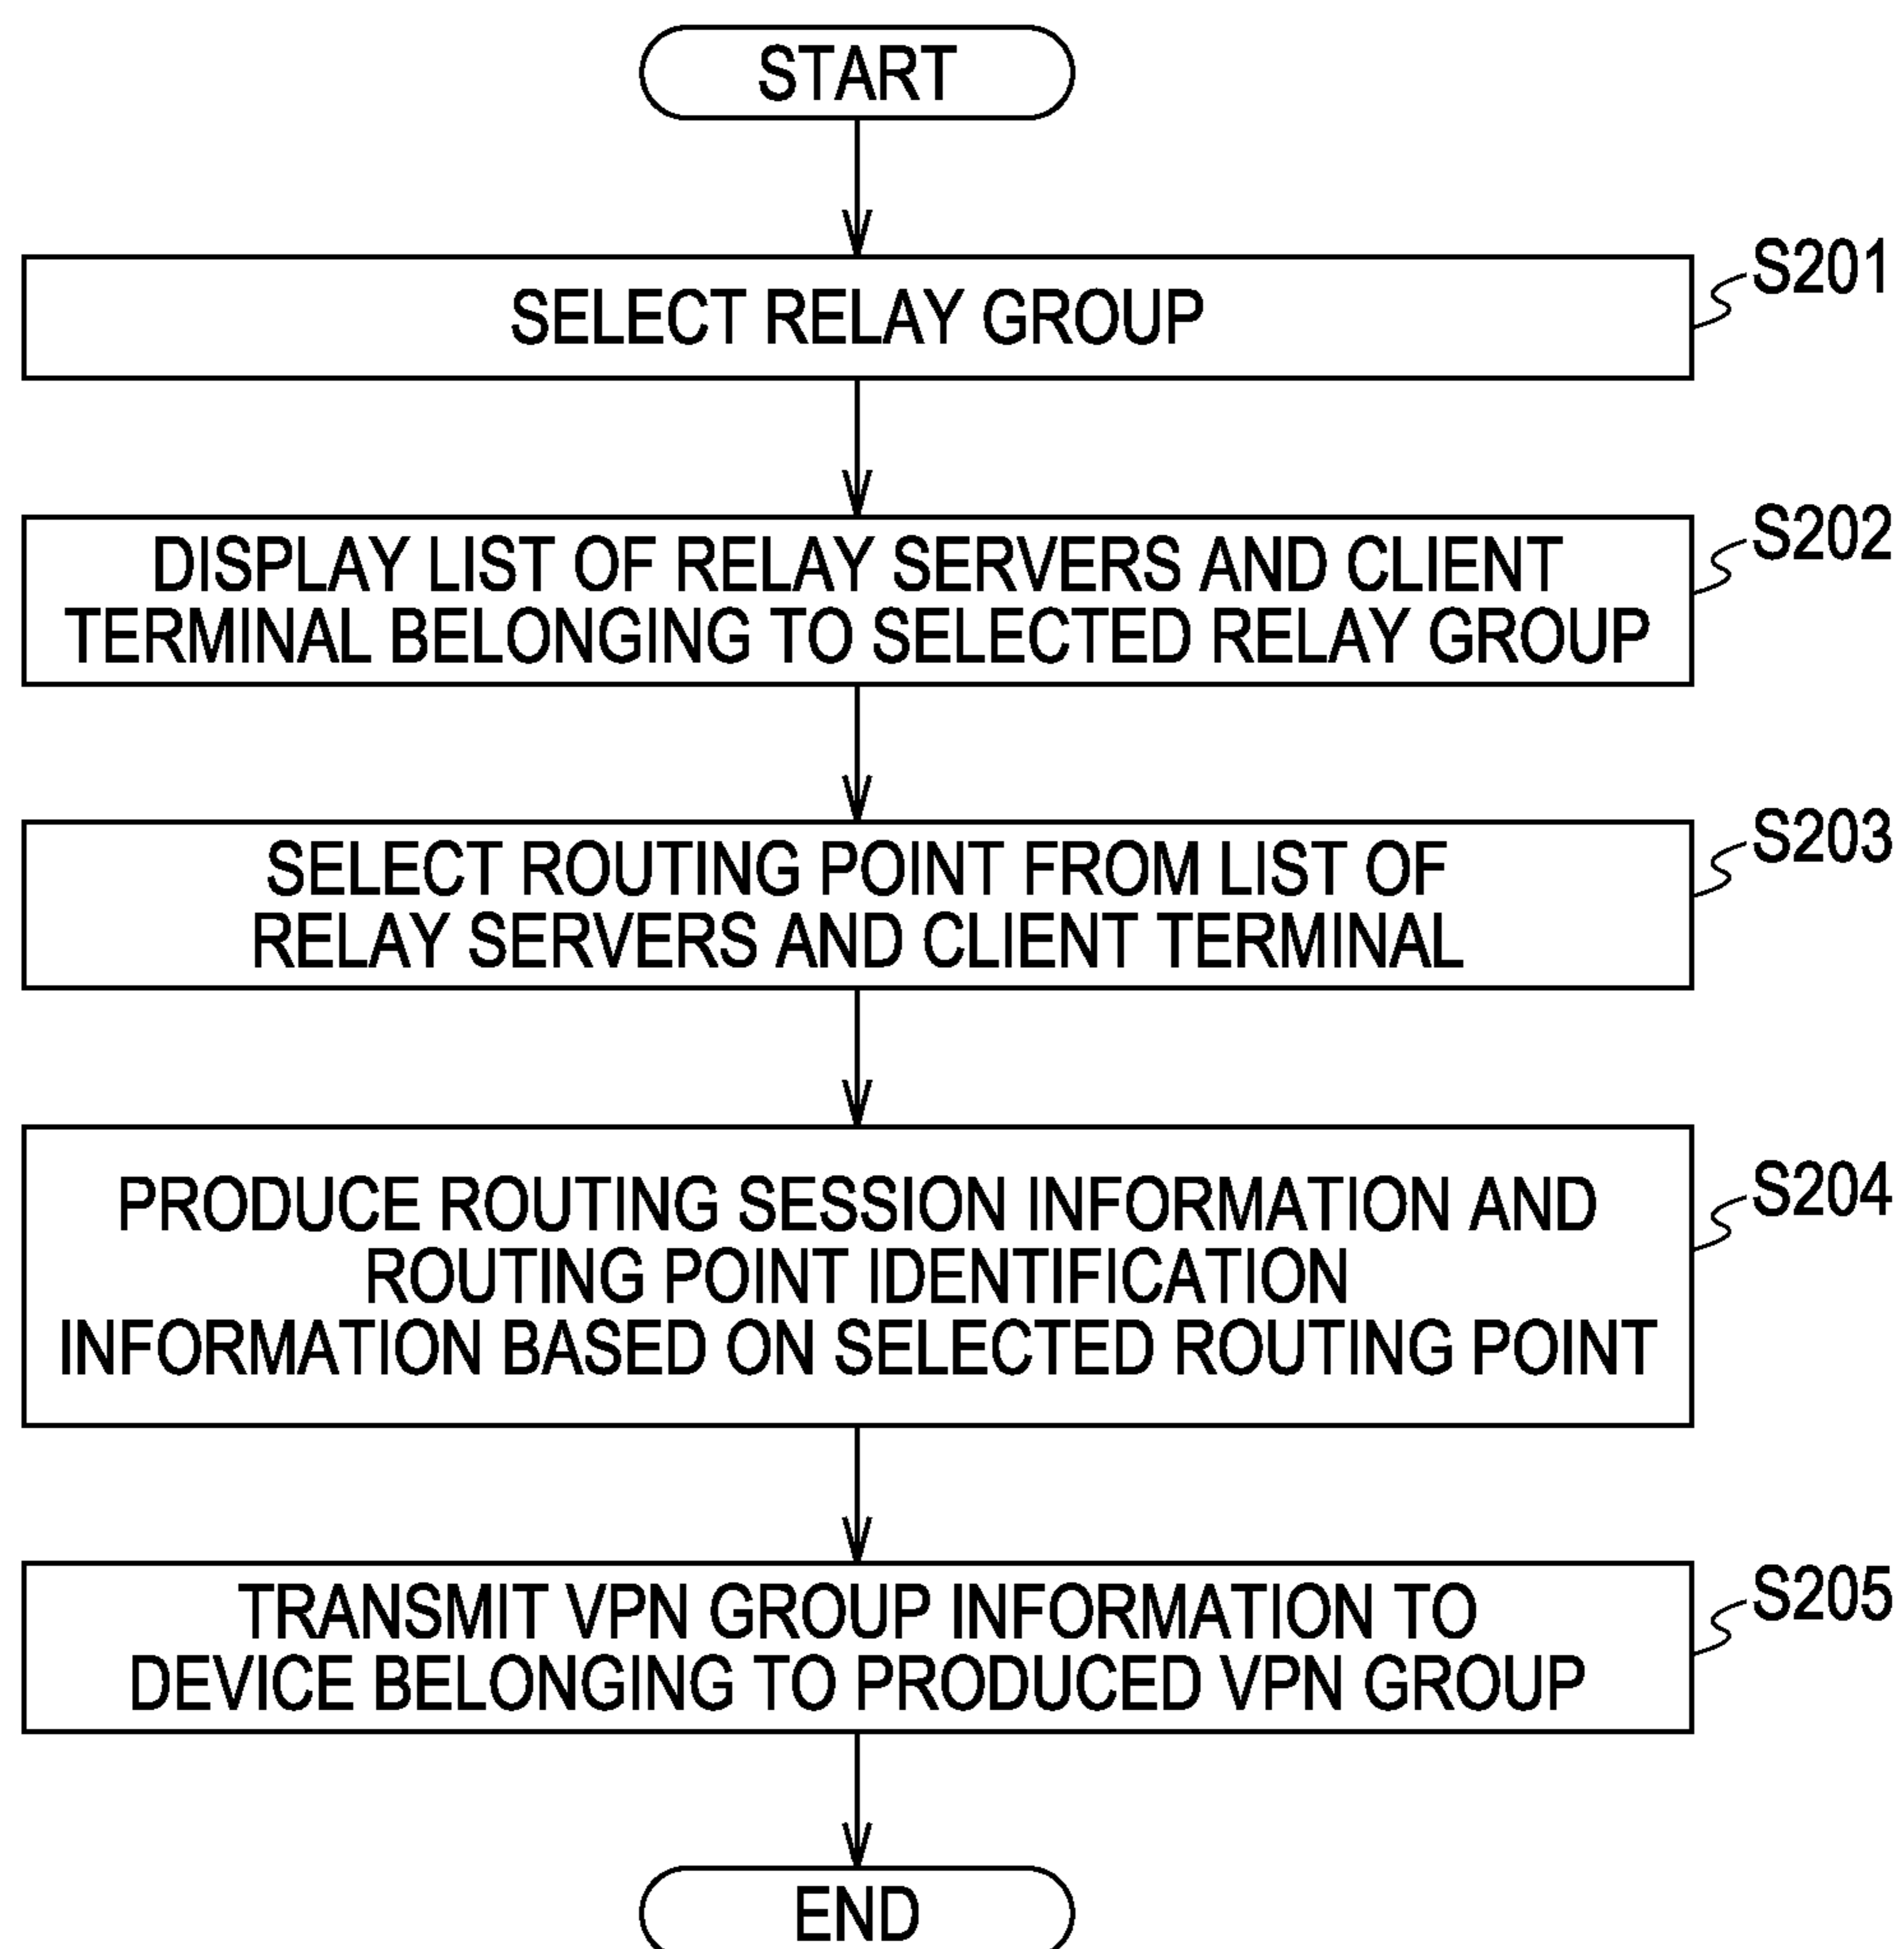 START
SELECT RELAY GROUP
S201
DISPLAY LIST OF RELAY SERVERS AND CLIENT
TERMINAL BELONGING TO SELECTED RELAY GROUP
S202
SELECT ROUTING POINT FROM LIST OF
RELAY SERVERS AND CLIENT TERMINAL
S203
PRODUCE ROUTING SESSION INFORMATION AND
ROUTING POINT IDENTIFICATION
INFORMATION BASED ON SELECTED ROUTING POINT
S204
TRANSMIT VPN GROUP INFORMATION TO
DEVICE BELONGING TO PRODUCED VPN GROUP
S205
END